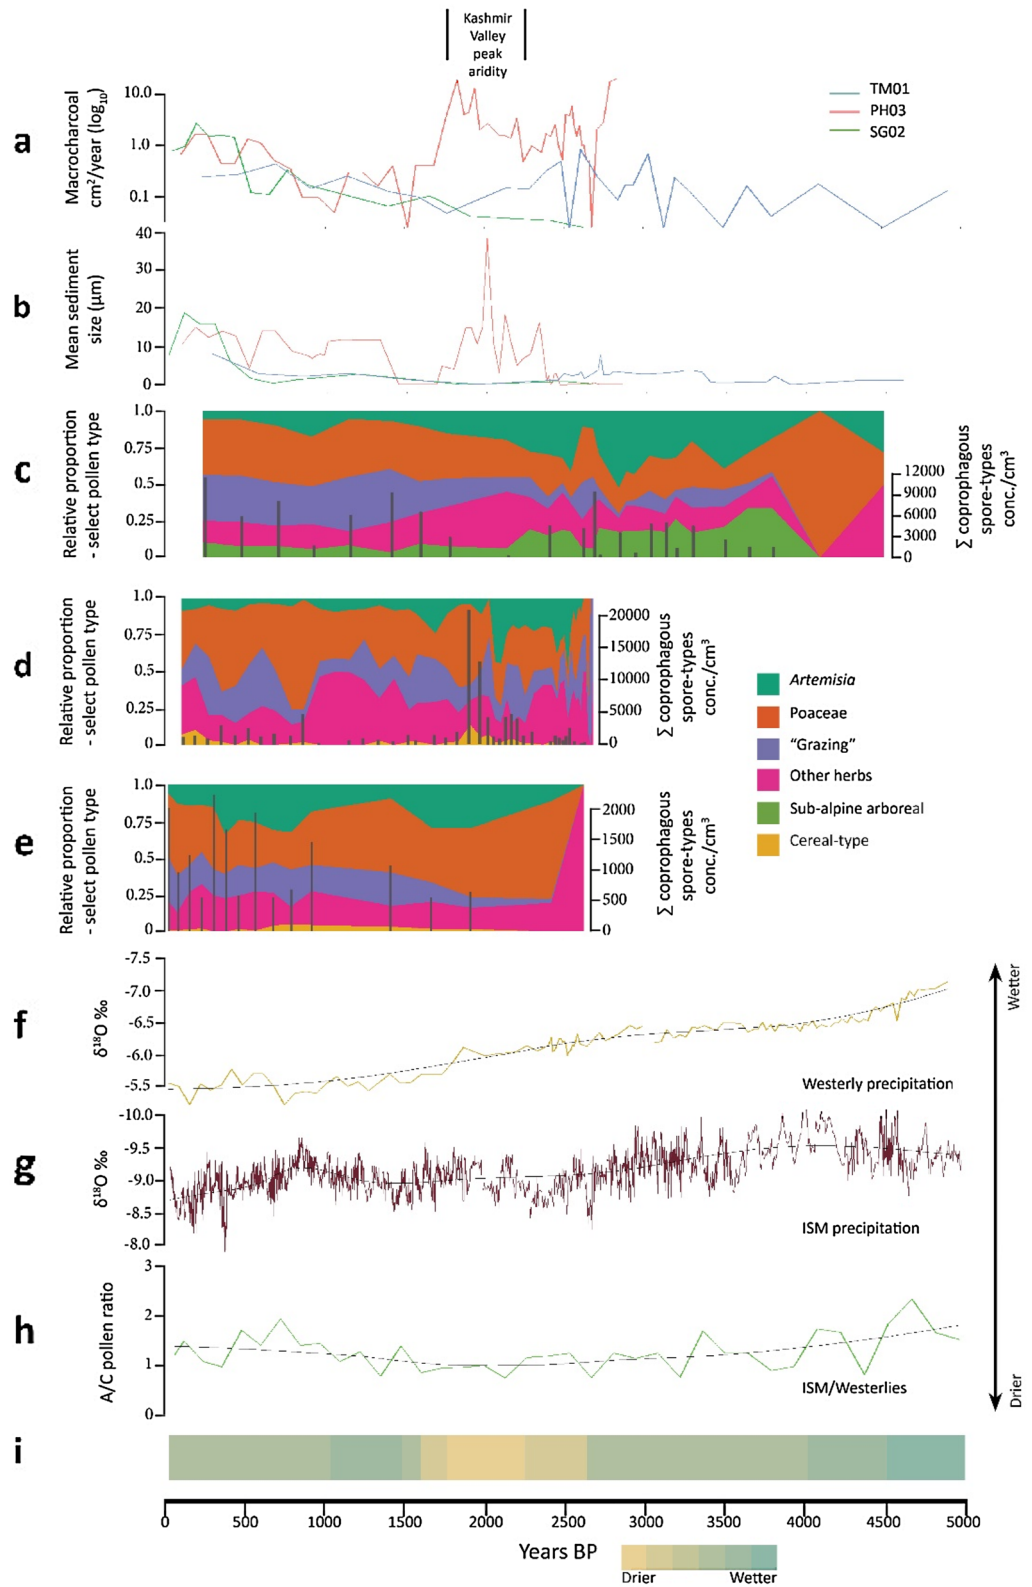 Kashmir
Valley
peak
aridity
a
Macrocharcoal
cm²/year (log₁₀)
10.0
1.0
0.1
TM01
PH03
SG02
b
Mean sediment
size (µm)
40
30
20
10
0
c
Relative proportion
- select pollen type
1.0
0.75
0.5
0.25
0
12000
9000
6000
3000
0
∑ coprophagous
spore-types
conc./cm³
d
Relative proportion
- select pollen type
1.0
0.75
0.5
0.25
0
20000
15000
10000
5000
0
∑ coprophagous
spore-types
conc./cm³
Artemisia
Poaceae
“Grazing”
Other herbs
Sub-alpine arboreal
Cereal-type
e
Relative proportion
- select pollen type
1.0
0.75
0.5
0.25
0
2000
1500
1000
500
0
∑ coprophagous
spore-types
conc./cm³
f
δ¹⁸O ‰
-7.5
-7.0
-6.5
-6.0
-5.5
Westerly precipitation
Wetter
g
δ¹⁸O ‰
-10.0
-9.5
-9.0
-8.5
-8.0
ISM precipitation
h
A/C pollen ratio
3
2
1
0
ISM/Westerlies
Drier
i
0 500 1000 1500 2000 2500 3000 3500 4000 4500 5000
Years BP
Drier Wetter